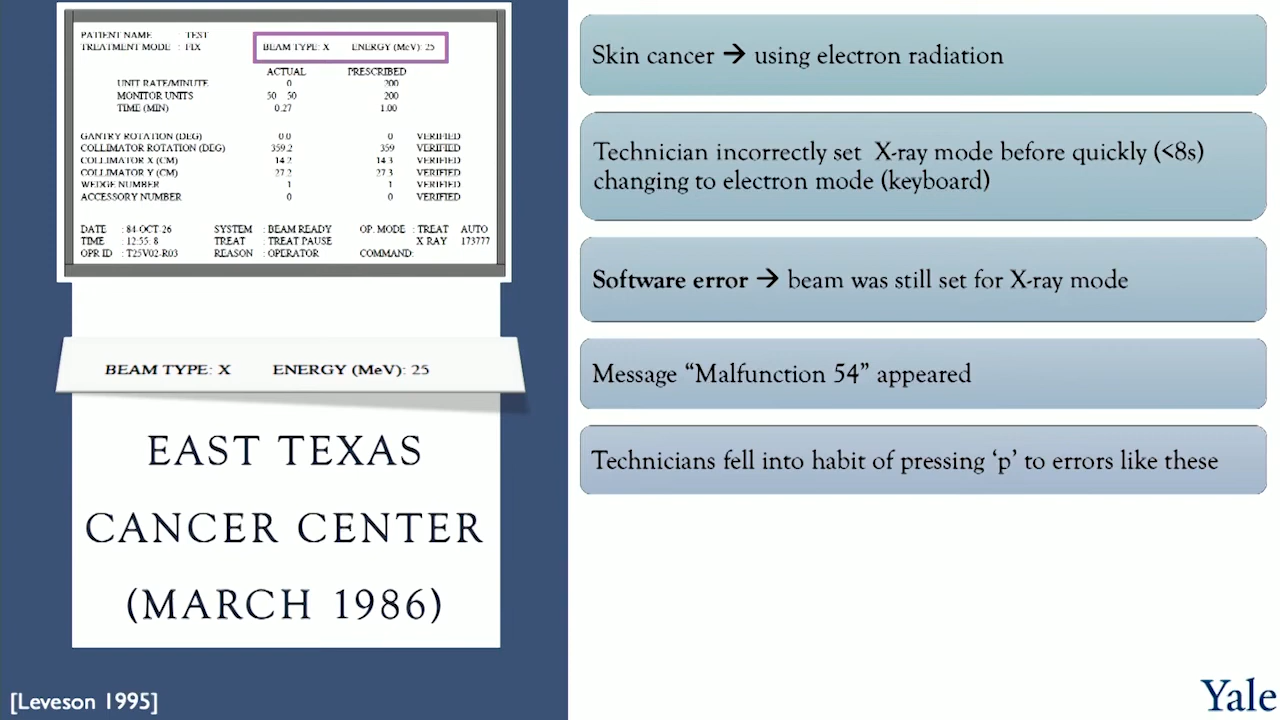 PATIENT NAME : TEST
TREATMENT MODE : FIX BEAM TYPE: X ENERGY (MeV): 25
ACTUAL PRESCRIBED
UNIT RATE/MINUTE 0 200
MONITOR UNITS 50 50 200
TIME (MIN) 0.27 1.00
GANTRY ROTATION (DEG) 0.0 0 VERIFIED
COLLIMATOR ROTATION (DEG) 359.2 359 VERIFIED
COLLIMATOR X (CM) 14.2 14.3 VERIFIED
COLLIMATOR Y (CM) 27.2 27.3 VERIFIED
WEDGE NUMBER 1 1 VERIFIED
ACCESSORY NUMBER 0 0 VERIFIED
DATE : 84-OCT-26 SYSTEM : BEAM READY OP. MODE : TREAT AUTO
TIME : 12:55: 8 TREAT : TREAT PAUSE X RAY 173777
OPR ID : T25V02-R03 REASON : OPERATOR COMMAND:
BEAM TYPE: X ENERGY (MeV): 25
EAST TEXAS
CANCER CENTER
(MARCH 1986)
[Leveson 1995]
Skin cancer → using electron radiation
Technician incorrectly set X-ray mode before quickly (<8s)
changing to electron mode (keyboard)
Software error → beam was still set for X-ray mode
Message “Malfunction 54” appeared
Technicians fell into habit of pressing ‘p’ to errors like these
Yale